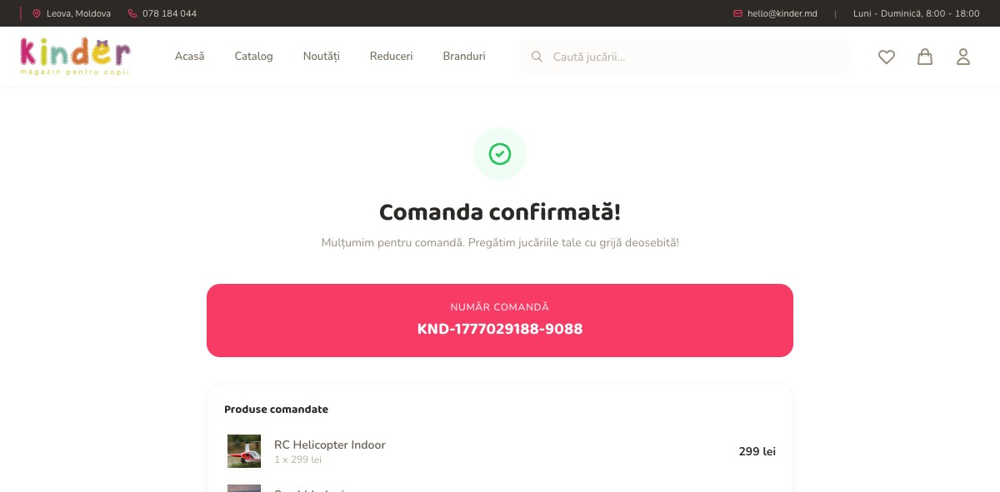 Leova, Moldova
078 184 044
hello@kinder.md
|
Luni - Duminică, 8:00 - 18:00
kinder
magazin pentru copii
Acasă
Catalog
Noutăți
Reduceri
Branduri
Caută jucării...
Comanda confirmată!
Mulțumim pentru comandă. Pregătim jucăriile tale cu grijă deosebită!
NUMĂR COMANDĂ
KND-1777029188-9088
Produse comandate
RC Helicopter Indoor
1 x 299 lei
299 lei